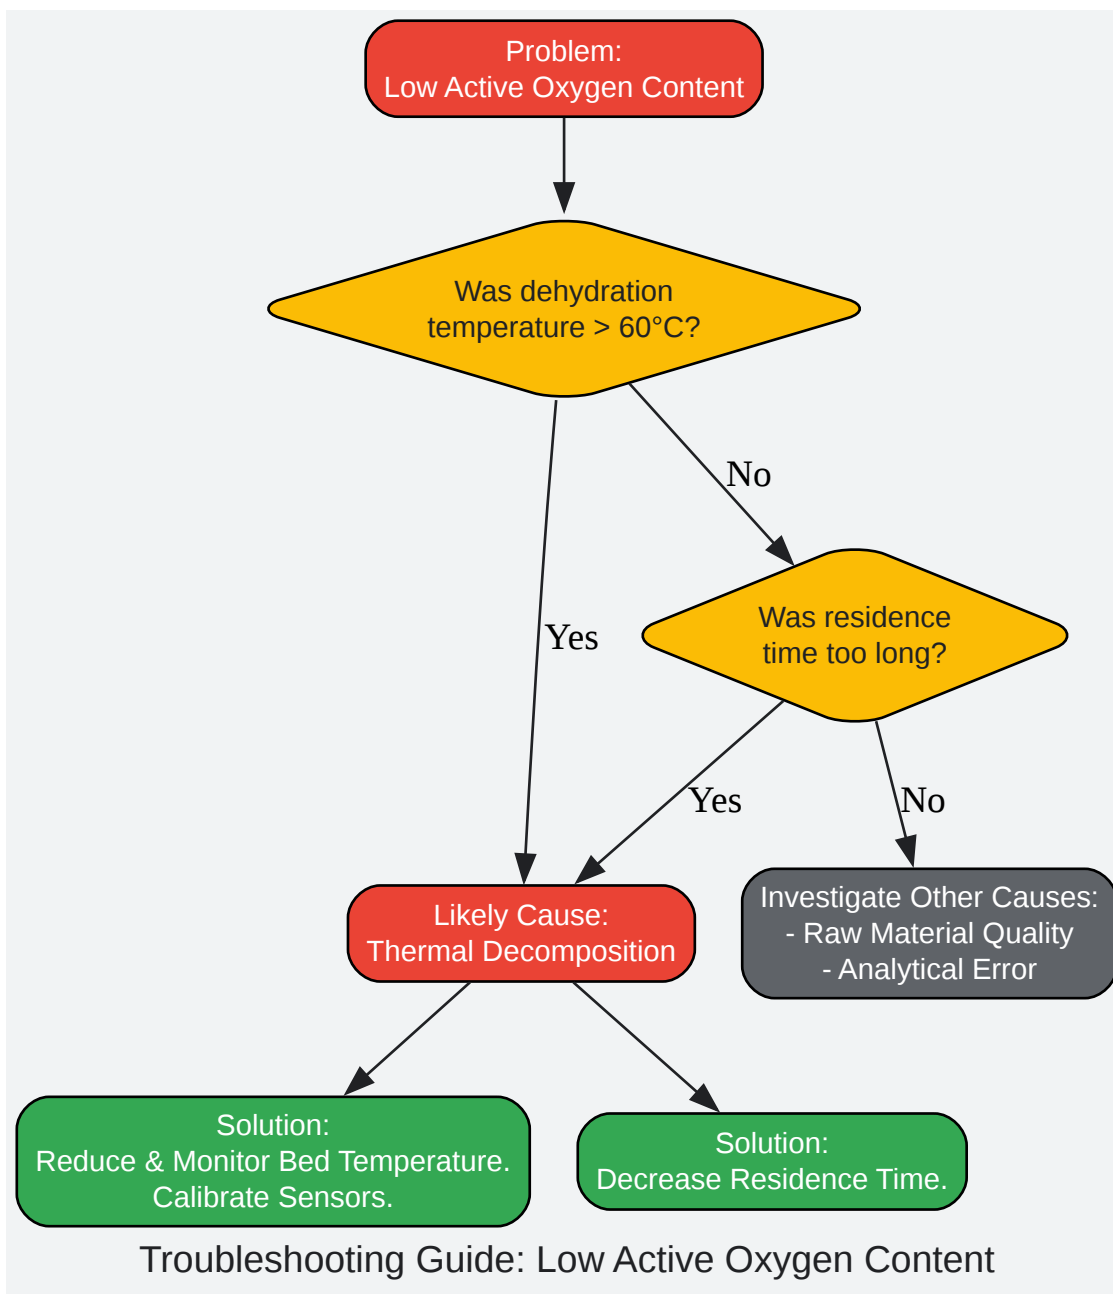 Problem:
Low Active Oxygen Content
Was dehydration
temperature > 60°C?
No
Was residence
time too long?
Yes
Yes
No
Likely Cause:
Thermal Decomposition
Investigate Other Causes:
- Raw Material Quality
- Analytical Error
Solution:
Reduce & Monitor Bed Temperature.
Calibrate Sensors.
Solution:
Decrease Residence Time.
Troubleshooting Guide: Low Active Oxygen Content